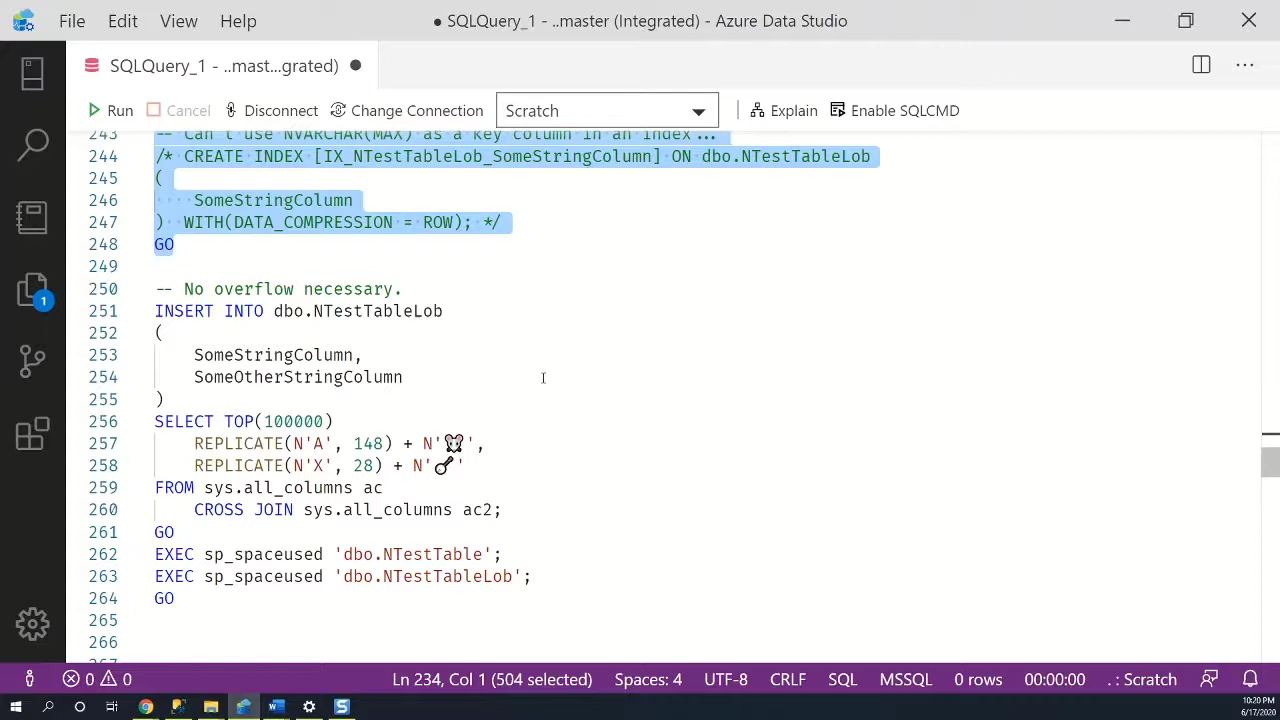 File Edit View Help
● SQLQuery_1 - ..master (Integrated) - Azure Data Studio
SQLQuery_1 - ..mast...grated) ●
Run Cancel Disconnect Change Connection Scratch Explain Enable SQLCMD
243 -- Can't use NVARCHAR(MAX) as a key column in an index...
244 /* CREATE INDEX [IX_NTestTableLob_SomeStringColumn] ON dbo.NTestTableLob
245 (
246 SomeStringColumn
247 ) WITH(DATA_COMPRESSION = ROW); */
248 GO
249
250 -- No overflow necessary.
251 INSERT INTO dbo.NTestTableLob
252 (
253 SomeStringColumn,
254 SomeOtherStringColumn
255 )
256 SELECT TOP(100000)
257 REPLICATE(N'A', 148) + N'🐭',
258 REPLICATE(N'X', 28) + N'🍳'
259 FROM sys.all_columns ac
260 CROSS JOIN sys.all_columns ac2;
261 GO
262 EXEC sp_spaceused 'dbo.NTestTable';
263 EXEC sp_spaceused 'dbo.NTestTableLob';
264 GO
265
266
267
1
0 0 Ln 234, Col 1 (504 selected) Spaces: 4 UTF-8 CRLF SQL MSSQL 0 rows 00:00:00 . : Scratch
10:20 PM
6/17/2020